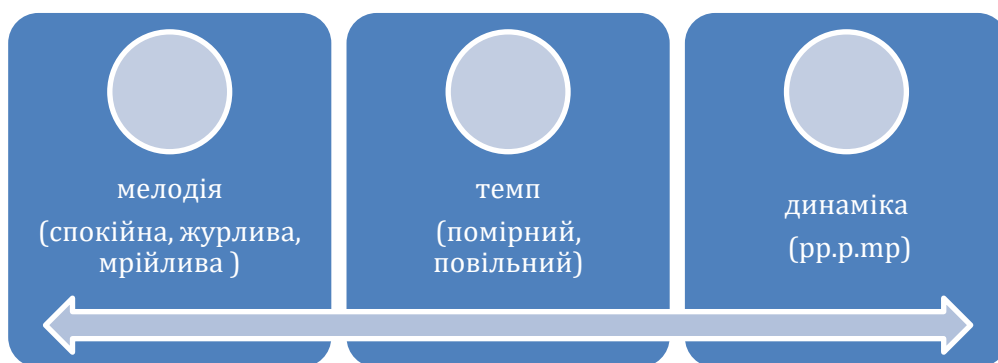 мелодія
(спокійна, журлива,
мрійлива )
темп
(помірний,
повільний)
динаміка
(pp.p.mp)